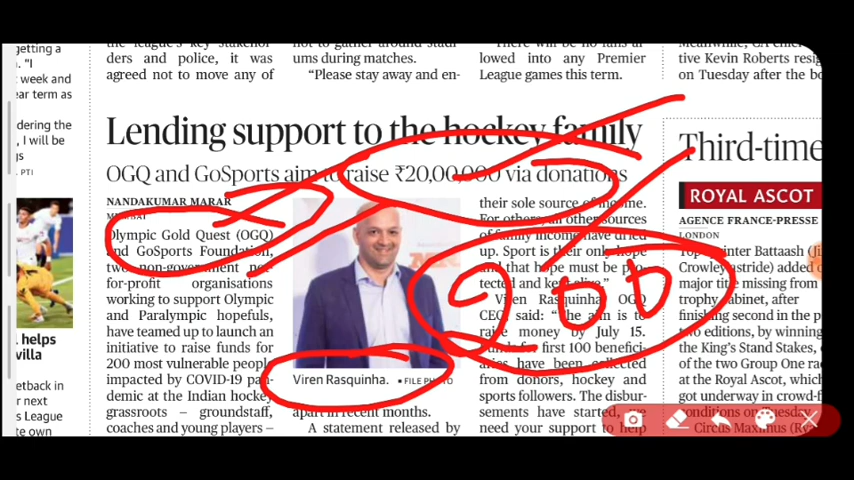 getting a
. "I
week and
ear term as
dering the
, I will be
gs
. PTI
helps
villa
etback in
r next
s League
te own
the league's key stakehol-
ders and police, it was
agreed not to move any of
not to gather around stadi-
ums during matches.
"Please stay away and en-
There will be no fans al-
lowed into any Premier
League games this term.
Meanwhile, CA chief
tive Kevin Roberts resig
on Tuesday after the bo
Lending support to the hockey family
OGQ and GoSports aim to raise ₹20,00,000 via donations
NANDAKUMAR MARAR
MUMBAI
Olympic Gold Quest (OGQ)
and GoSports Foundation,
two non-government not-
for-profit organisations
working to support Olympic
and Paralympic hopefuls,
have teamed up to launch an
initiative to raise funds for
200 most vulnerable people
impacted by COVID-19 pan-
demic at the Indian hockey
grassroots – groundstaff,
coaches and young players –
Viren Rasquinha. • FILE PHOTO
apart in recent months.
A statement released by
their sole source of income.
For others, all other sources
of family income have dried
up. Sport is their only hope
and that hope must be pro-
tected and kept alive."
Viren Rasquinha, OGQ
CEO, said: "The aim is to
raise money by July 15.
Funds for first 100 benefici-
aries have been collected
from donors, hockey and
sports followers. The disbur-
sements have started, we
need your support to help
200
Third-time
ROYAL ASCOT
AGENCE FRANCE-PRESSE
LONDON
Top sprinter Battaash (Ji
Crowley astride) added
major title missing from
trophy cabinet, after
finishing second in the p
two editions, by winning
the King's Stand Stakes,
of the two Group One ra
at the Royal Ascot, which
got underway in crowd-f
conditions on Tuesday.
Circus Maximus (Rya